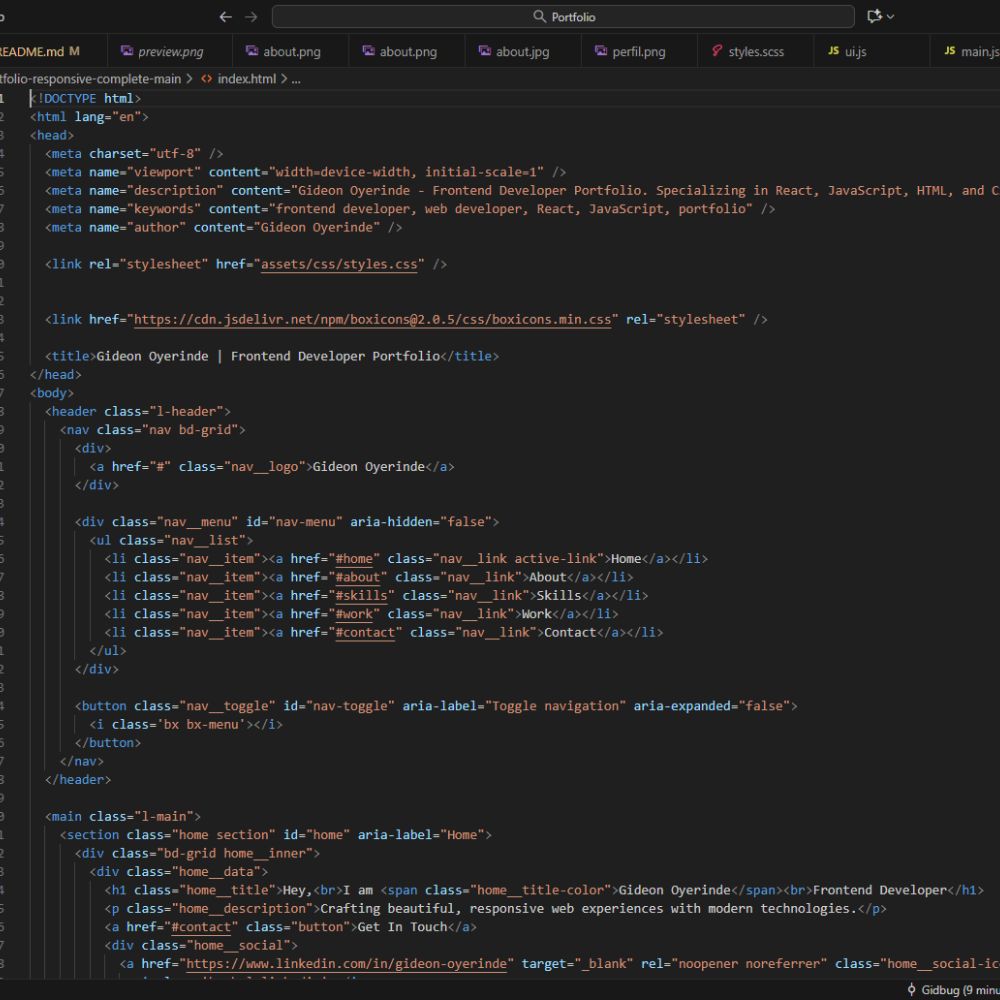 Portfolio
README.md M preview.png about.png about.png about.jpg perfil.png styles.scss JS ui.js JS main.js
tfolio-responsive-complete-main > <> index.html > ...
<!DOCTYPE html>
<html lang="en">
<head>
<meta charset="utf-8" />
<meta name="viewport" content="width=device-width, initial-scale=1" />
<meta name="description" content="Gideon Oyerinde - Frontend Developer Portfolio. Specializing in React, JavaScript, HTML, and C
<meta name="keywords" content="frontend developer, web developer, React, JavaScript, portfolio" />
<meta name="author" content="Gideon Oyerinde" />
<link rel="stylesheet" href="assets/css/styles.css" />
<link href="https://cdn.jsdelivr.net/npm/boxicons@2.0.5/css/boxicons.min.css" rel="stylesheet" />
<title>Gideon Oyerinde | Frontend Developer Portfolio</title>
</head>
<body>
<header class="l-header">
<nav class="nav bd-grid">
<div>
<a href="#" class="nav__logo">Gideon Oyerinde</a>
</div>
<div class="nav__menu" id="nav-menu" aria-hidden="false">
<ul class="nav__list">
<li class="nav__item"><a href="#home" class="nav__link active-link">Home</a></li>
<li class="nav__item"><a href="#about" class="nav__link">About</a></li>
<li class="nav__item"><a href="#skills" class="nav__link">Skills</a></li>
<li class="nav__item"><a href="#work" class="nav__link">Work</a></li>
<li class="nav__item"><a href="#contact" class="nav__link">Contact</a></li>
</ul>
</div>
<button class="nav__toggle" id="nav-toggle" aria-label="Toggle navigation" aria-expanded="false">
<i class='bx bx-menu'></i>
</button>
</nav>
</header>
<main class="l-main">
<section class="home section" id="home" aria-label="Home">
<div class="bd-grid home__inner">
<div class="home__data">
<h1 class="home__title">Hey,<br>I am <span class="home__title-color">Gideon Oyerinde</span><br>Frontend Developer</h1>
<p class="home__description">Crafting beautiful, responsive web experiences with modern technologies.</p>
<a href="#contact" class="button">Get In Touch</a>
<div class="home__social">
<a href="https://www.linkedin.com/in/gideon-oyerinde" target="_blank" rel="noopener noreferrer" class="home__social-ic
Gidbug (9 minu